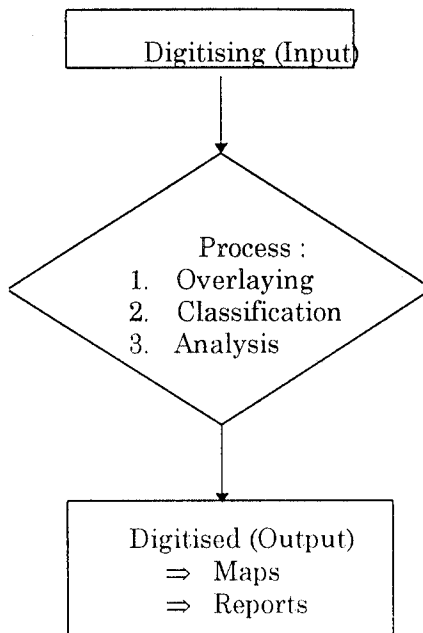 Digitising (Input)
Process :
1. Overlaying
2. Classification
3. Analysis
Digitised (Output)
⇒ Maps
⇒ Reports